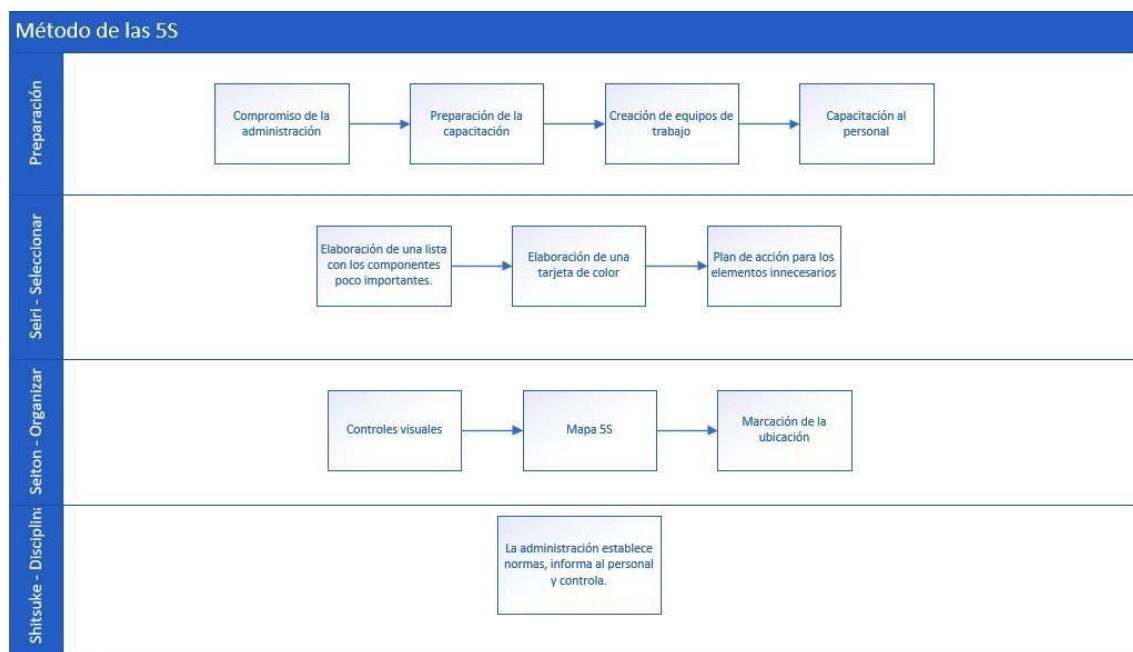 Método de las 5S
Preparación
Compromiso de la
administración
Preparación de la
capacitación
Creación de equipos de
trabajo
Capacitación al
personal
Seiri - Seleccionar
Elaboración de una lista
con los componentes
poco importantes.
Elaboración de una
tarjeta de color
Plan de acción para los
elementos innecesarios
Seiton - Organizar
Controles visuales
Mapa 5S
Marcación de la
ubicación
Shitsuke - Disciplina
La administración establece
normas, informa al personal
y controla.